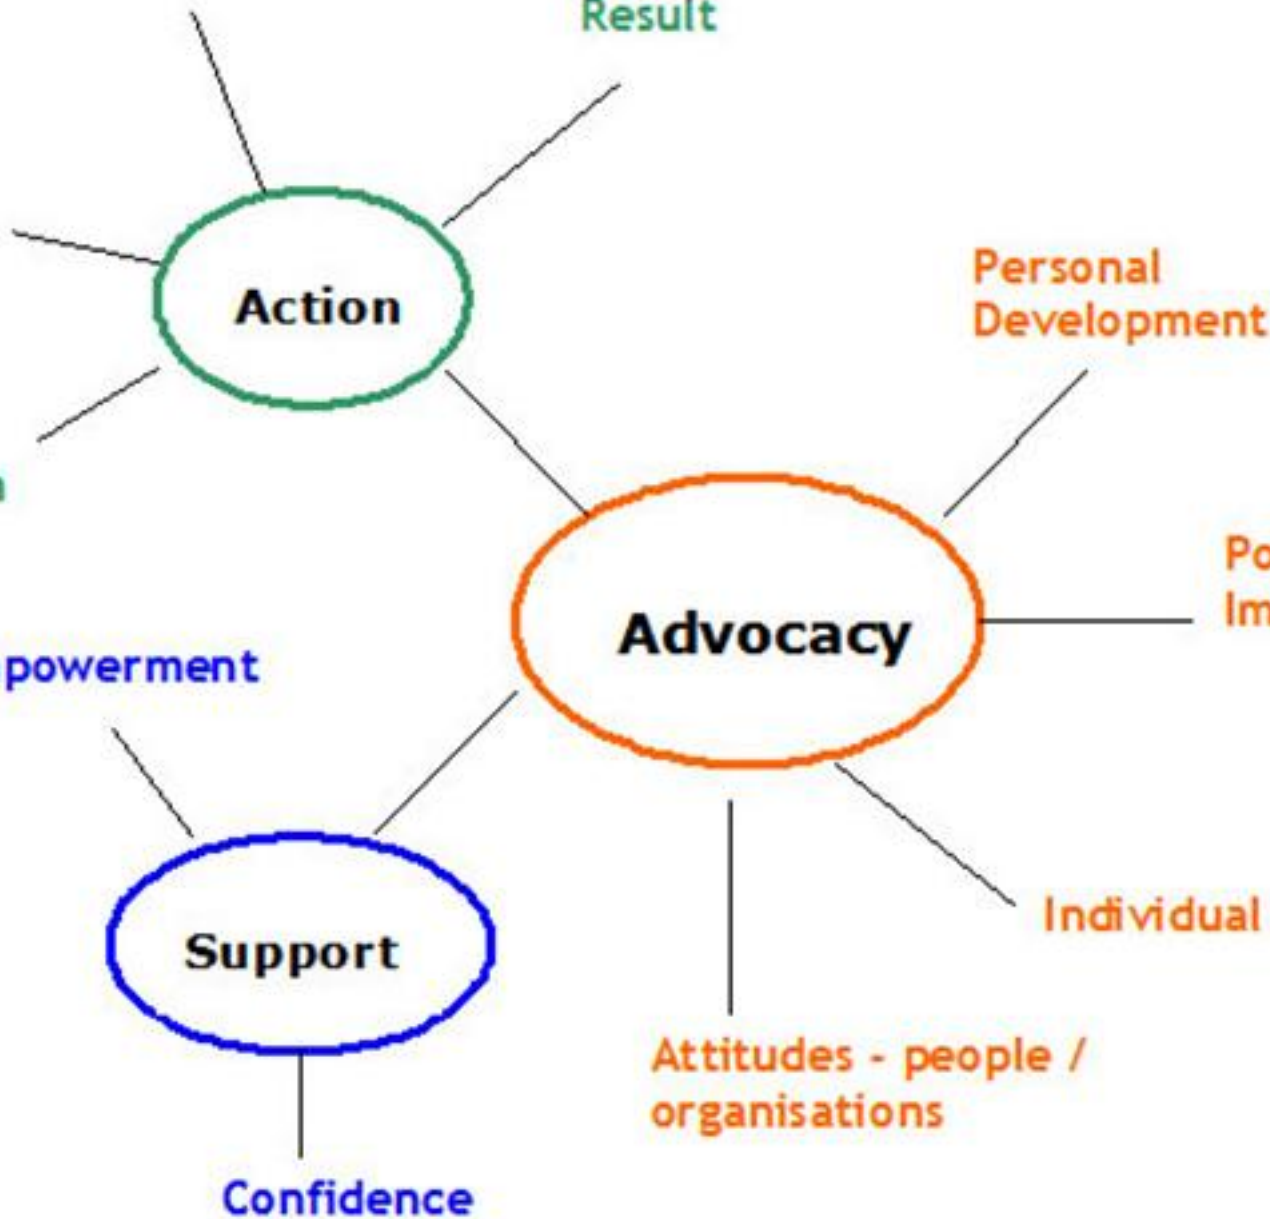 Result
Action
Personal
Development
Advocacy
powerment
Support
Individual
Attitudes - people /
organisations
Confidence